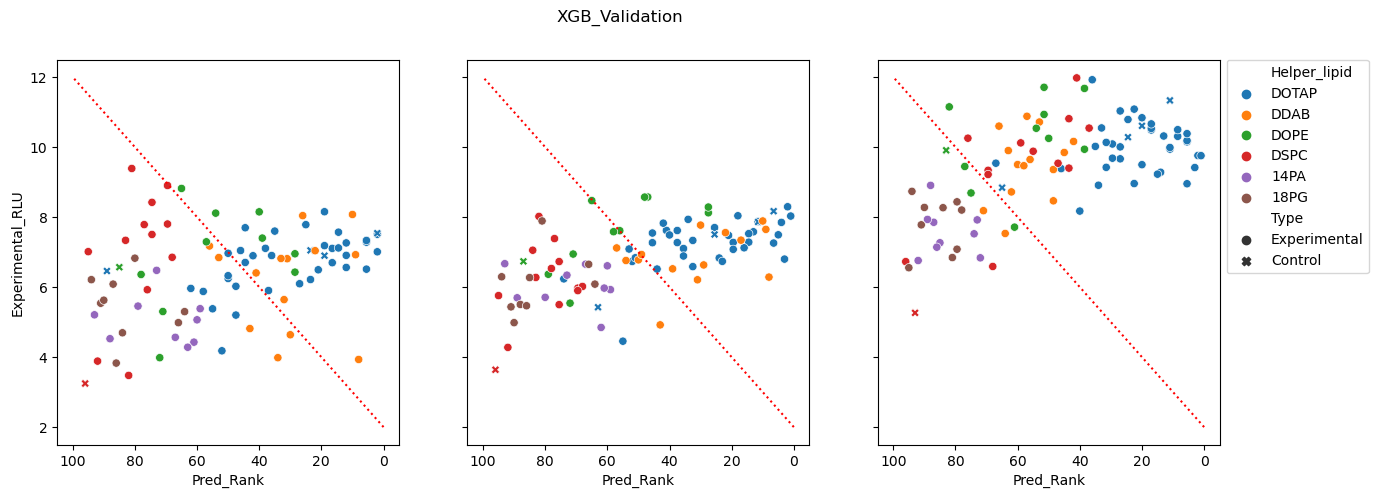 XGB_Validation
Experimental_RLU
12
10
8
6
4
2
100 80 60 40 20 0
Pred_Rank
100 80 60 40 20 0
Pred_Rank
100 80 60 40 20 0
Pred_Rank
Helper_lipid
DOTAP
DDAB
DOPE
DSPC
14PA
18PG
Type
Experimental
Control